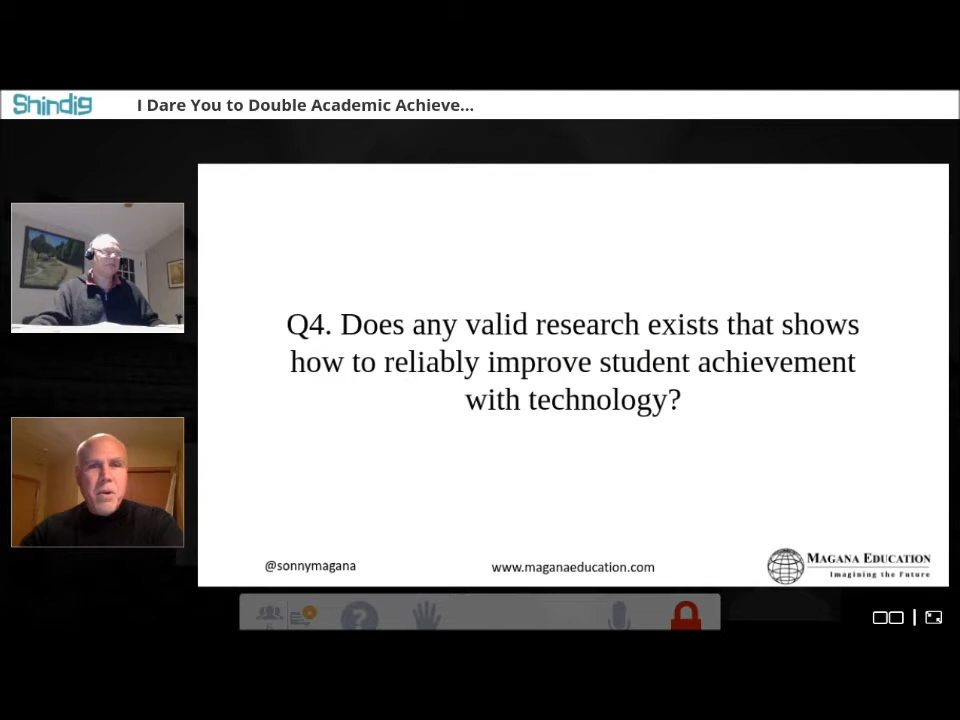 Shindig
I Dare You to Double Academic Achieve...
Q4. Does any valid research exists that shows
how to reliably improve student achievement
with technology?
@sonnymagana
www.maganaeducation.com
MAGANA EDUCATION
Imagining the Future